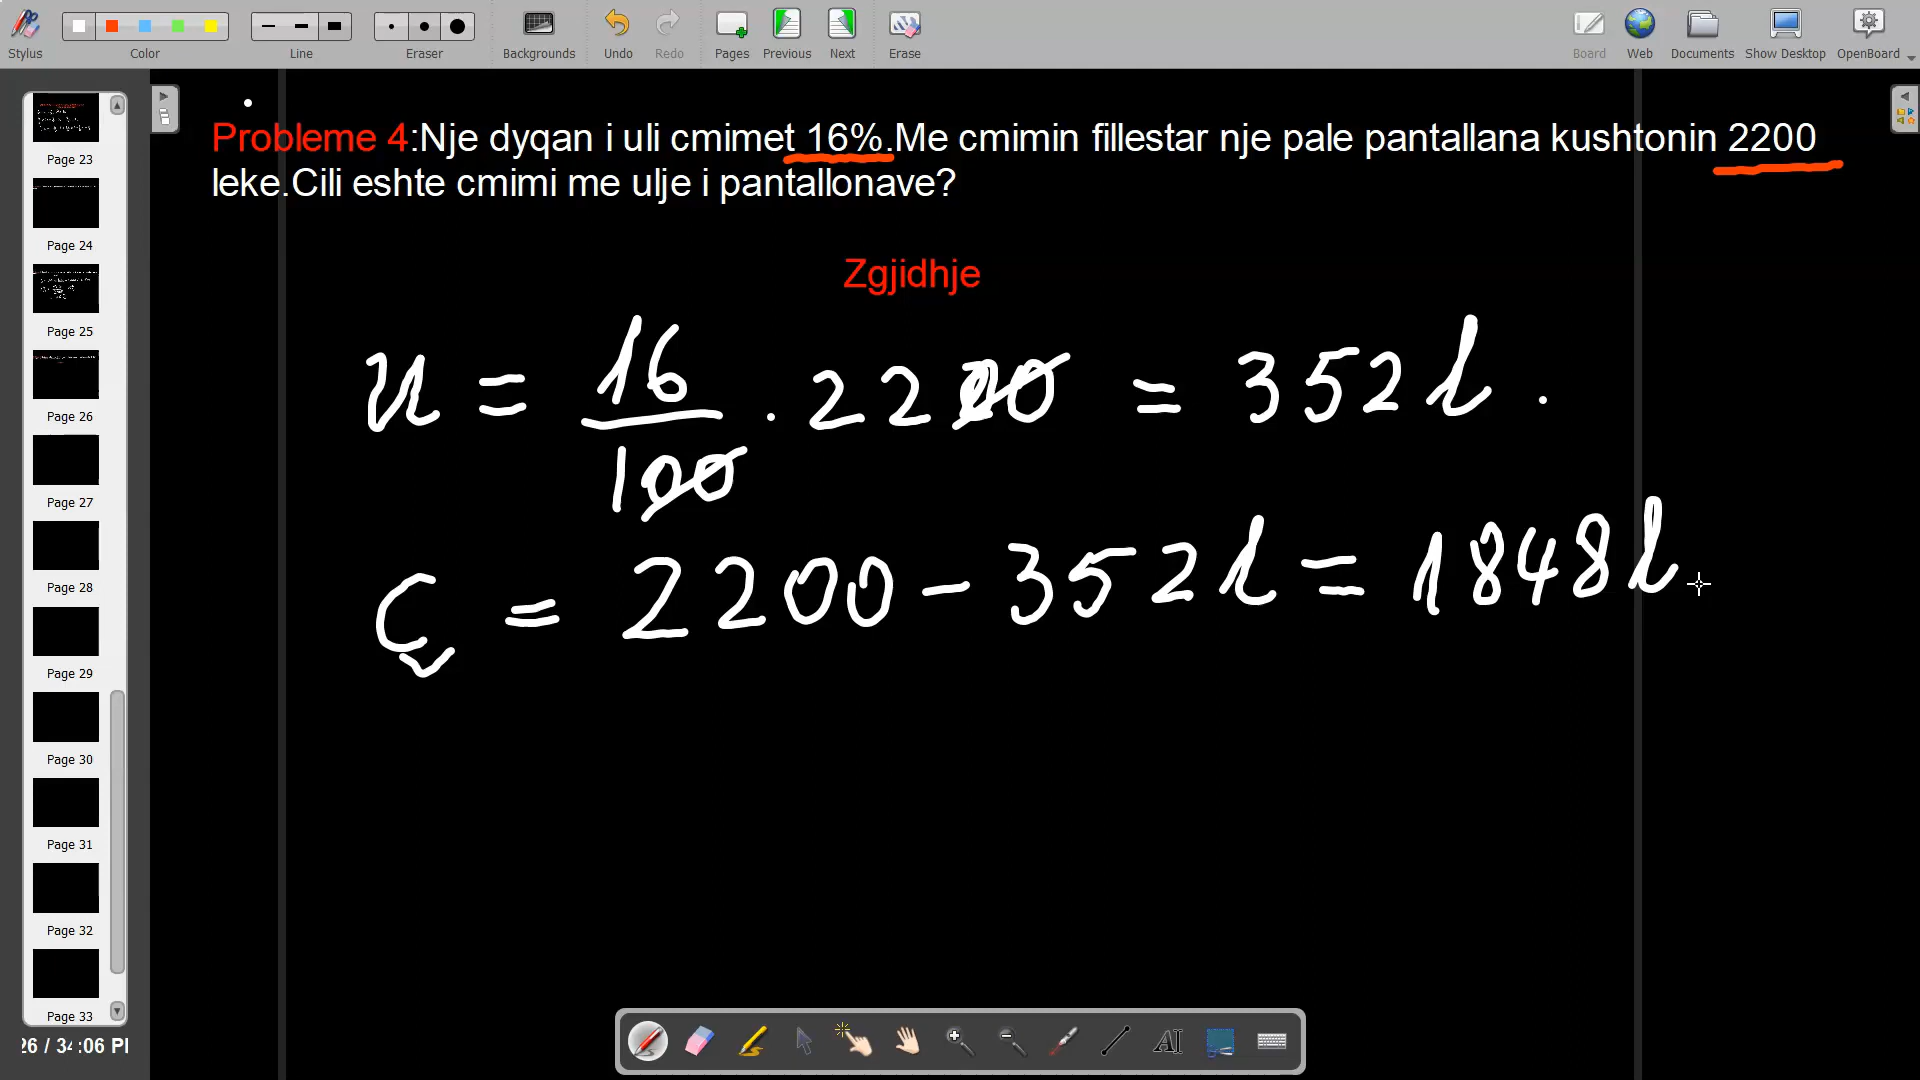 Stylus Color Line Eraser Backgrounds Undo Redo Pages Previous Next Erase Board Web Documents Show Desktop OpenBoard
Probleme 4:Nje dyqan i uli cmimet 16%.Me cmimin fillestar nje pale pantallana kushtonin 2200
leke.Cili eshte cmimi me ulje i pantallonave?
Zgjidhje
U = 16/100 · 2200 = 352 l .
Ç = 2200 - 352 l = 1848 l
Page 23
Page 24
Page 25
Page 26
Page 27
Page 28
Page 29
Page 30
Page 31
Page 32
Page 33